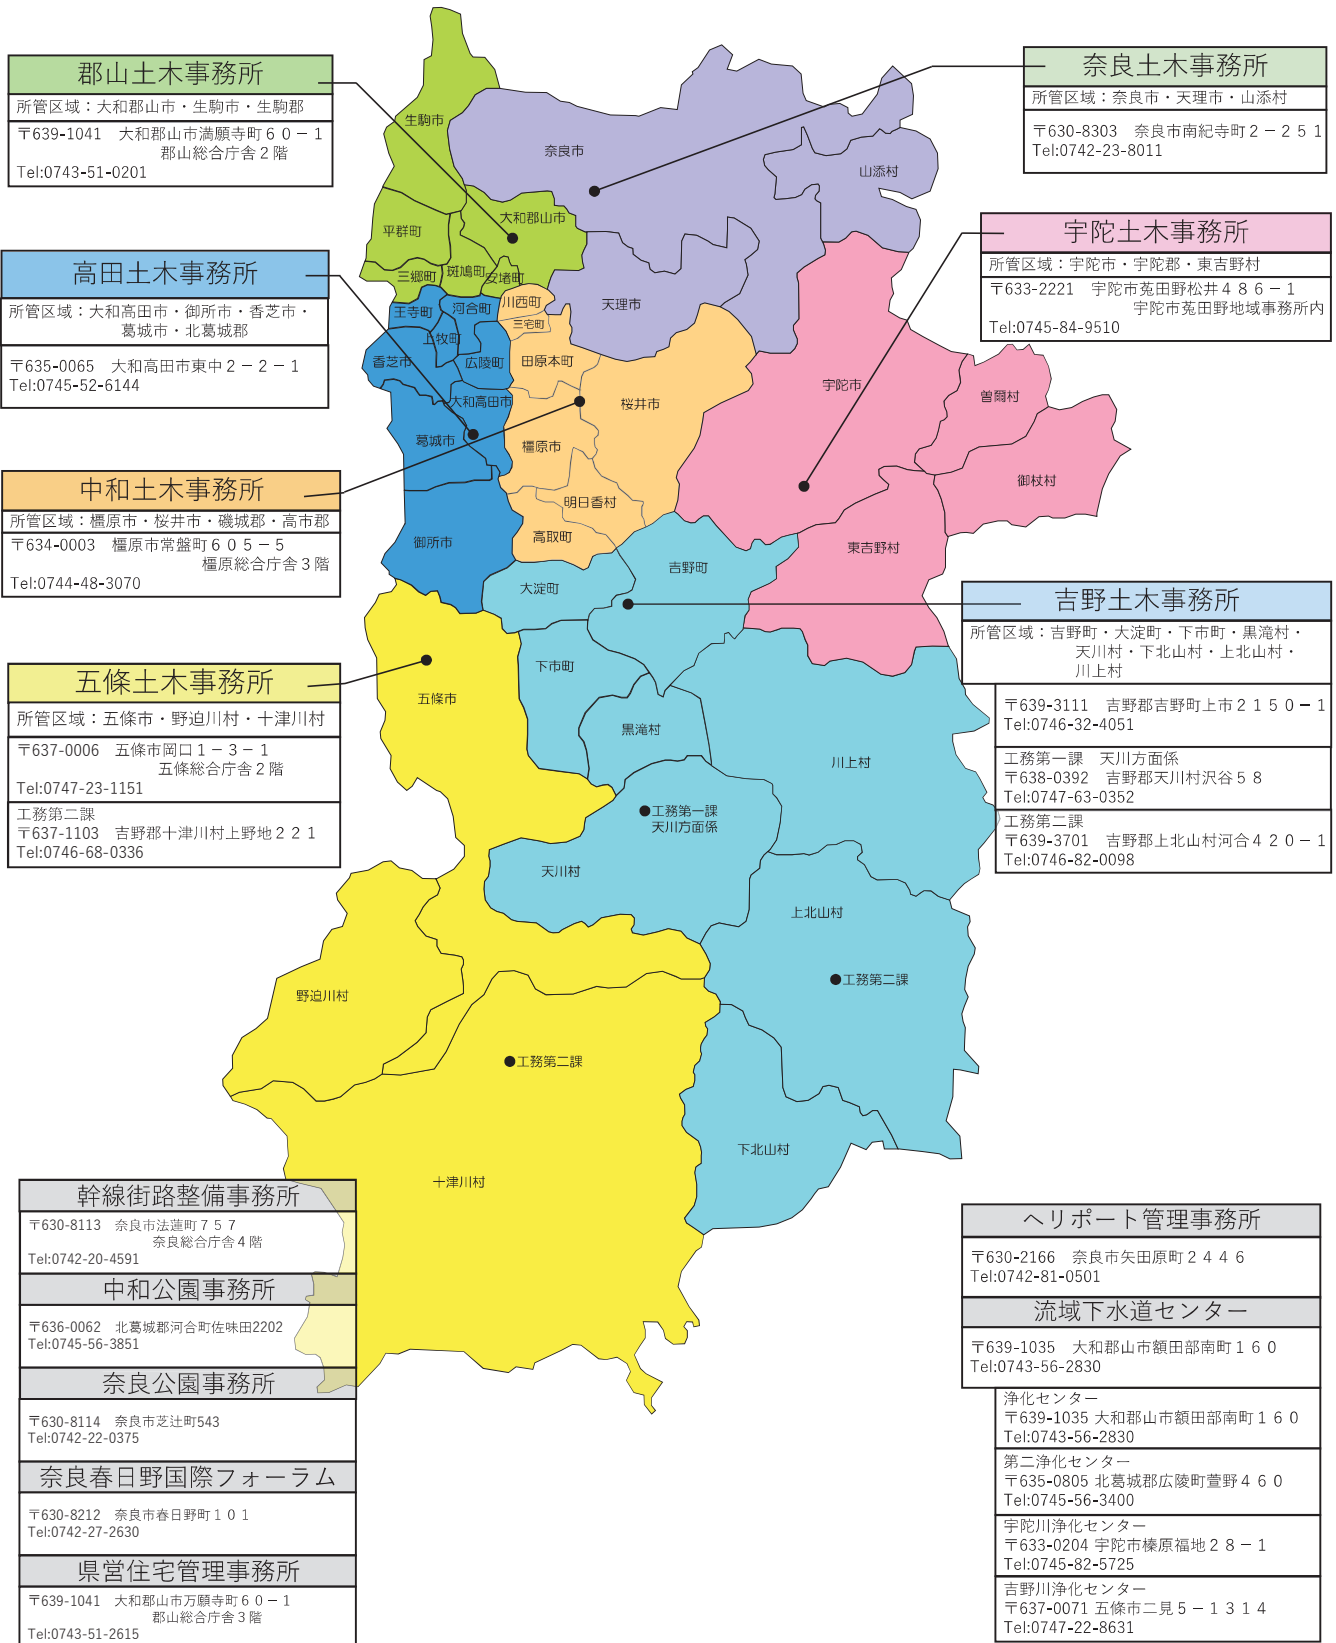 郡山土木事務所
所管区域：大和郡山市・生駒市・生駒郡
〒639-1041　大和郡山市満願寺町６０－１
郡山総合庁舎２階
Tel:0743-51-0201
高田土木事務所
所管区域：大和高田市・御所市・香芝市・
葛城市・北葛城郡
〒635-0065　大和高田市東中２－２－１
Tel:0745-52-6144
中和土木事務所
所管区域：橿原市・桜井市・磯城郡・高市郡
〒634-0003　橿原市常盤町６０５－５
橿原総合庁舎３階
Tel:0744-48-3070
五條土木事務所
所管区域：五條市・野迫川村・十津川村
〒637-0006　五條市岡口１－３－１
五條総合庁舎２階
Tel:0747-23-1151
工務第二課
〒637-1103　吉野郡十津川村上野地２２１
Tel:0746-68-0336
奈良土木事務所
所管区域：奈良市・天理市・山添村
〒630-8303　奈良市南紀寺町２－２５１
Tel:0742-23-8011
宇陀土木事務所
所管区域：宇陀市・宇陀郡・東吉野村
〒633-2221　宇陀市菟田野松井４８６－１
宇陀市菟田野地域事務所内
Tel:0745-84-9510
吉野土木事務所
所管区域：吉野町・大淀町・下市町・黒滝村・
天川村・下北山村・上北山村・
川上村
〒639-3111　吉野郡吉野町上市２１５０－１
Tel:0746-32-4051
工務第一課　天川方面係
〒638-0392　吉野郡天川村沢谷５８
Tel:0747-63-0352
工務第二課
〒639-3701　吉野郡上北山村河合４２０－１
Tel:0746-82-0098
生駒市
奈良市
山添村
大和郡山市
平群町
三郷町
斑鳩町
安堵町
天理市
王寺町
河合町
川西町
三宅町
上牧町
香芝市
広陵町
田原本町
大和高田市
桜井市
宇陀市
曽爾村
葛城市
橿原市
御杖村
明日香村
御所市
高取町
東吉野村
吉野町
大淀町
下市町
五條市
黒滝村
川上村
工務第一課
天川方面係
天川村
上北山村
工務第二課
野迫川村
工務第二課
下北山村
十津川村
幹線街路整備事務所
〒630-8113　奈良市法蓮町７５７
奈良総合庁舎４階
Tel:0742-20-4591
中和公園事務所
〒636-0062　北葛城郡河合町佐味田2202
Tel:0745-56-3851
奈良公園事務所
〒630-8114　奈良市芝辻町543
Tel:0742-22-0375
奈良春日野国際フォーラム
〒630-8212　奈良市春日野町１０１
Tel:0742-27-2630
県営住宅管理事務所
〒639-1041　大和郡山市万願寺町６０－１
郡山総合庁舎３階
Tel:0743-51-2615
ヘリポート管理事務所
〒630-2166　奈良市矢田原町２４４６
Tel:0742-81-0501
流域下水道センター
〒639-1035　大和郡山市額田部南町１６０
Tel:0743-56-2830
浄化センター
〒639-1035 大和郡山市額田部南町１６０
Tel:0743-56-2830
第二浄化センター
〒635-0805 北葛城郡広陵町萱野４６０
Tel:0745-56-3400
宇陀川浄化センター
〒633-0204 宇陀市榛原福地２８－１
Tel:0745-82-5725
吉野川浄化センター
〒637-0071 五條市二見５－１３１４
Tel:0747-22-8631